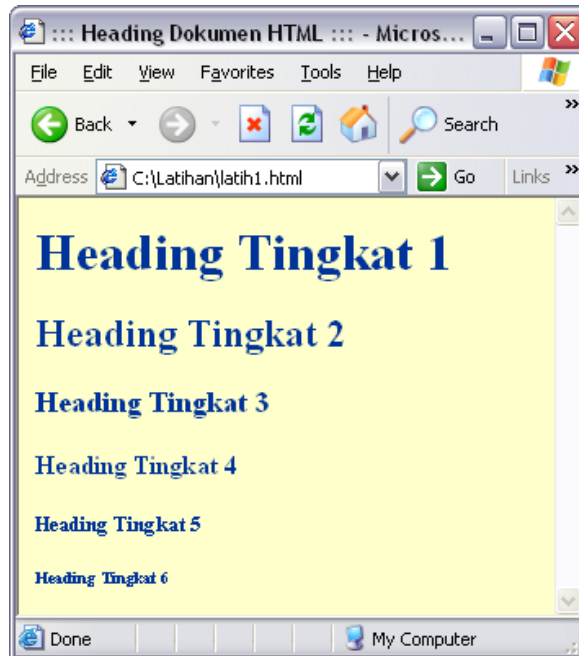 ::: Heading Dokumen HTML ::: - Micros...
File Edit View Favorites Tools Help
Back Search »
Address C:\Latihan\latih1.html Go Links »
Heading Tingkat 1
Heading Tingkat 2
Heading Tingkat 3
Heading Tingkat 4
Heading Tingkat 5
Heading Tingkat 6
Done My Computer